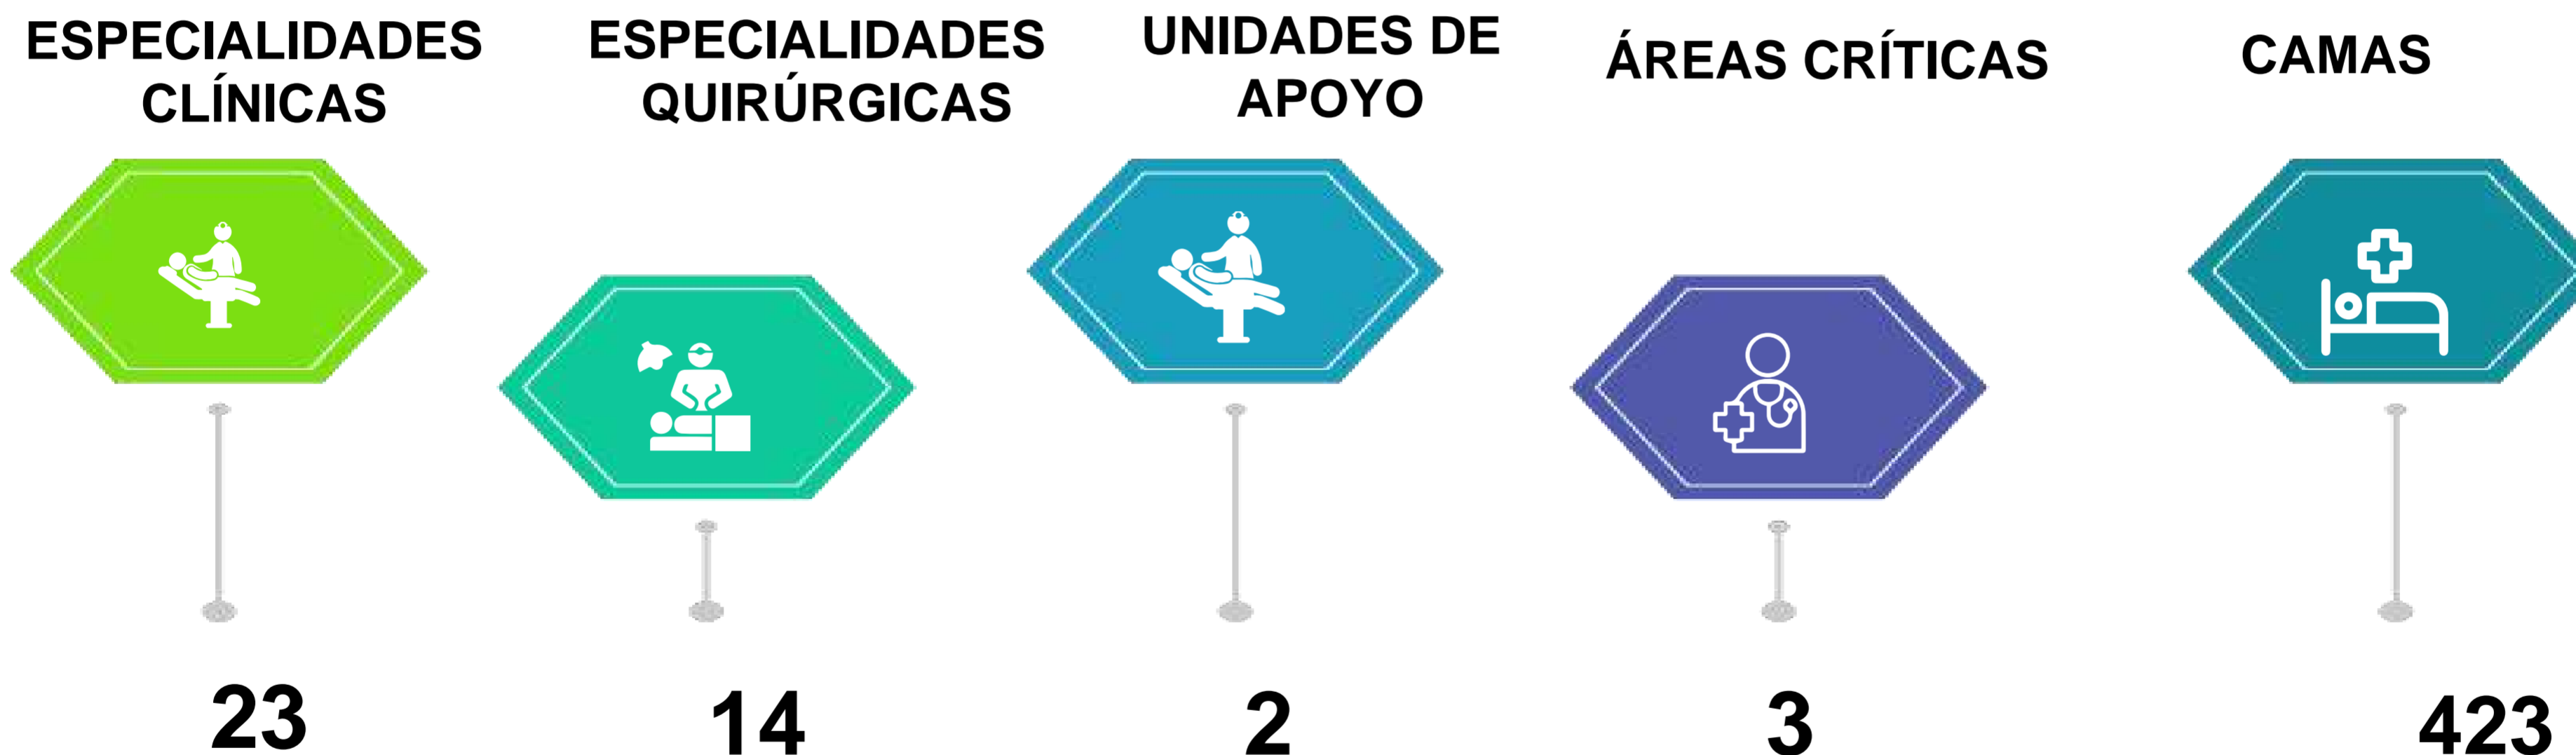 ESPECIALIDADES
CLÍNICAS
ESPECIALIDADES
QUIRÚRGICAS
UNIDADES DE
APOYO
ÁREAS CRÍTICAS
CAMAS
23
14
2
3
423